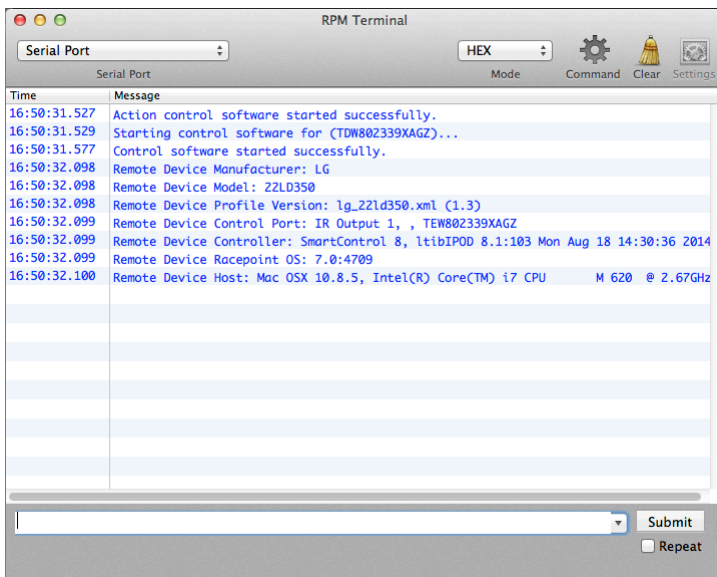 RPM Terminal
Serial Port HEX
Serial Port Mode Command Clear Settings
Time Message
16:50:31.527 Action control software started successfully.
16:50:31.529 Starting control software for (TDW802339XAGZ)...
16:50:31.577 Control software started successfully.
16:50:32.098 Remote Device Manufacturer: LG
16:50:32.098 Remote Device Model: 22LD350
16:50:32.098 Remote Device Profile Version: lg_22ld350.xml (1.3)
16:50:32.099 Remote Device Control Port: IR Output 1, , TEW802339XAGZ
16:50:32.099 Remote Device Controller: SmartControl 8, ltibIPOD 8.1:103 Mon Aug 18 14:30:36 2014
16:50:32.099 Remote Device Racepoint OS: 7.0:4709
16:50:32.100 Remote Device Host: Mac OSX 10.8.5, Intel(R) Core(TM) i7 CPU M 620 @ 2.67GHz
Submit
Repeat